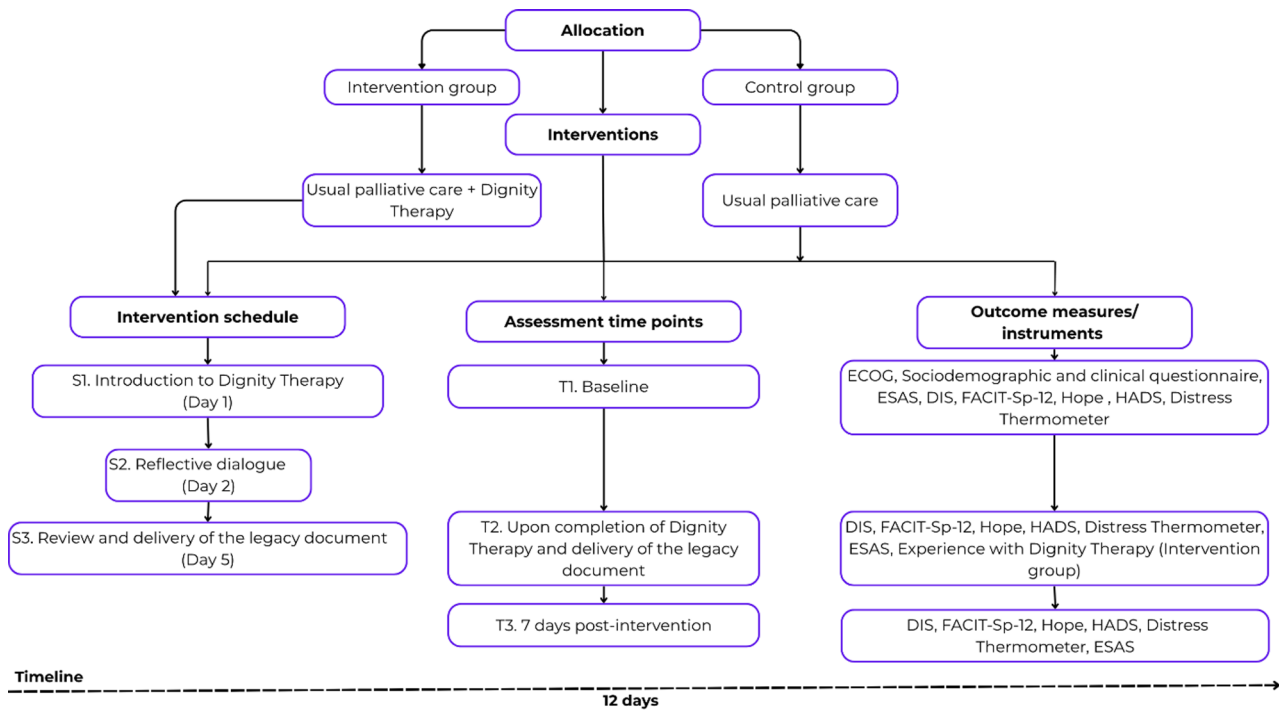 Allocation
Intervention group
Control group
Interventions
Usual palliative care + Dignity
Therapy
Usual palliative care
Intervention schedule
Assessment time points
Outcome measures/
instruments
S1. Introduction to Dignity Therapy
(Day 1)
T1. Baseline
ECOG, Sociodemographic and clinical questionnaire,
ESAS, DIS, FACIT-Sp-12, Hope , HADS, Distress
Thermometer
S2. Reflective dialogue
(Day 2)
S3. Review and delivery of the legacy document
(Day 5)
T2. Upon completion of Dignity
Therapy and delivery of the legacy
document
DIS, FACIT-Sp-12, Hope, HADS, Distress Thermometer,
ESAS, Experience with Dignity Therapy (Intervention
group)
T3. 7 days post-intervention
DIS, FACIT-Sp-12, Hope, HADS, Distress
Thermometer, ESAS
Timeline
12 days